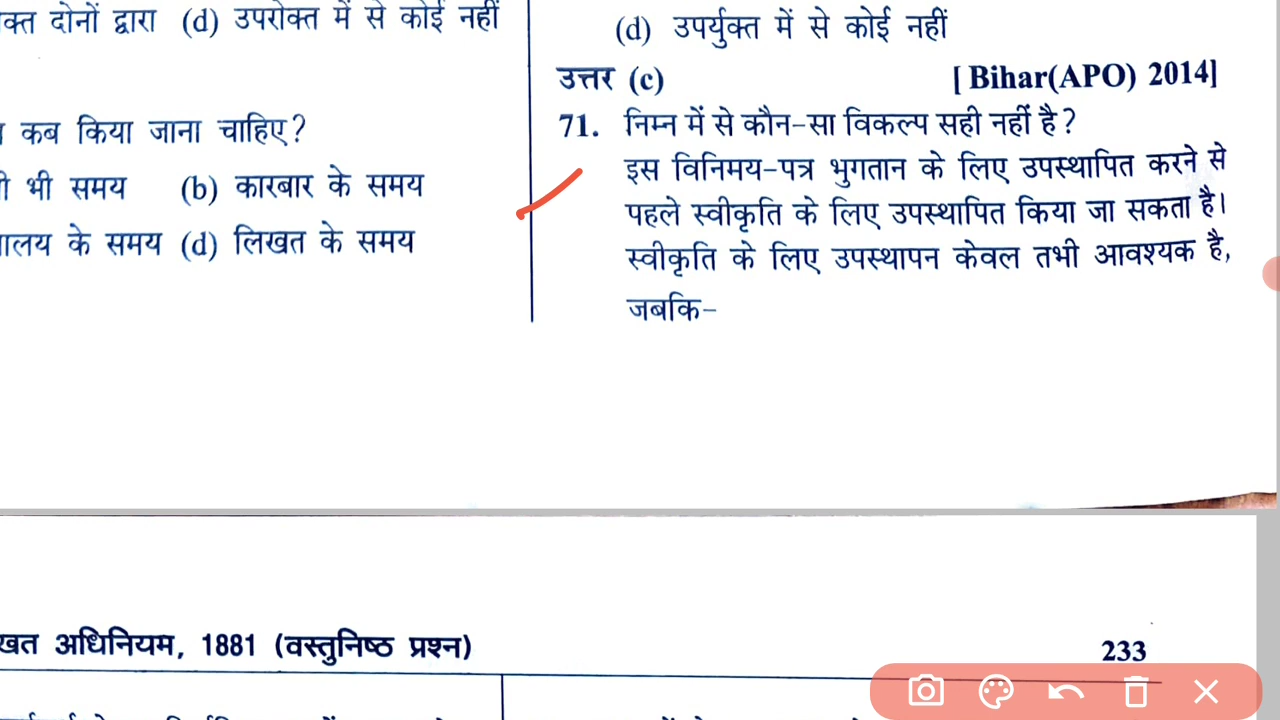 दोनों द्वारा (d) उपरोक्त में से कोई नहीं
कब किया जाना चाहिए?
भी समय (b) कारबार के समय
के समय (d) लिखत के समय
(d) उपर्युक्त में से कोई नहीं
उत्तर (c) [Bihar(APO) 2014]
71. निम्न में से कौन-सा विकल्प सही नहीं है?
इस विनिमय-पत्र भुगतान के लिए उपस्थापित करने से
पहले स्वीकृति के लिए उपस्थापित किया जा सकता है।
स्वीकृति के लिए उपस्थापन केवल तभी आवश्यक है,
जबकि-
अधिनियम, 1881 (वस्तुनिष्ठ प्रश्न) 233